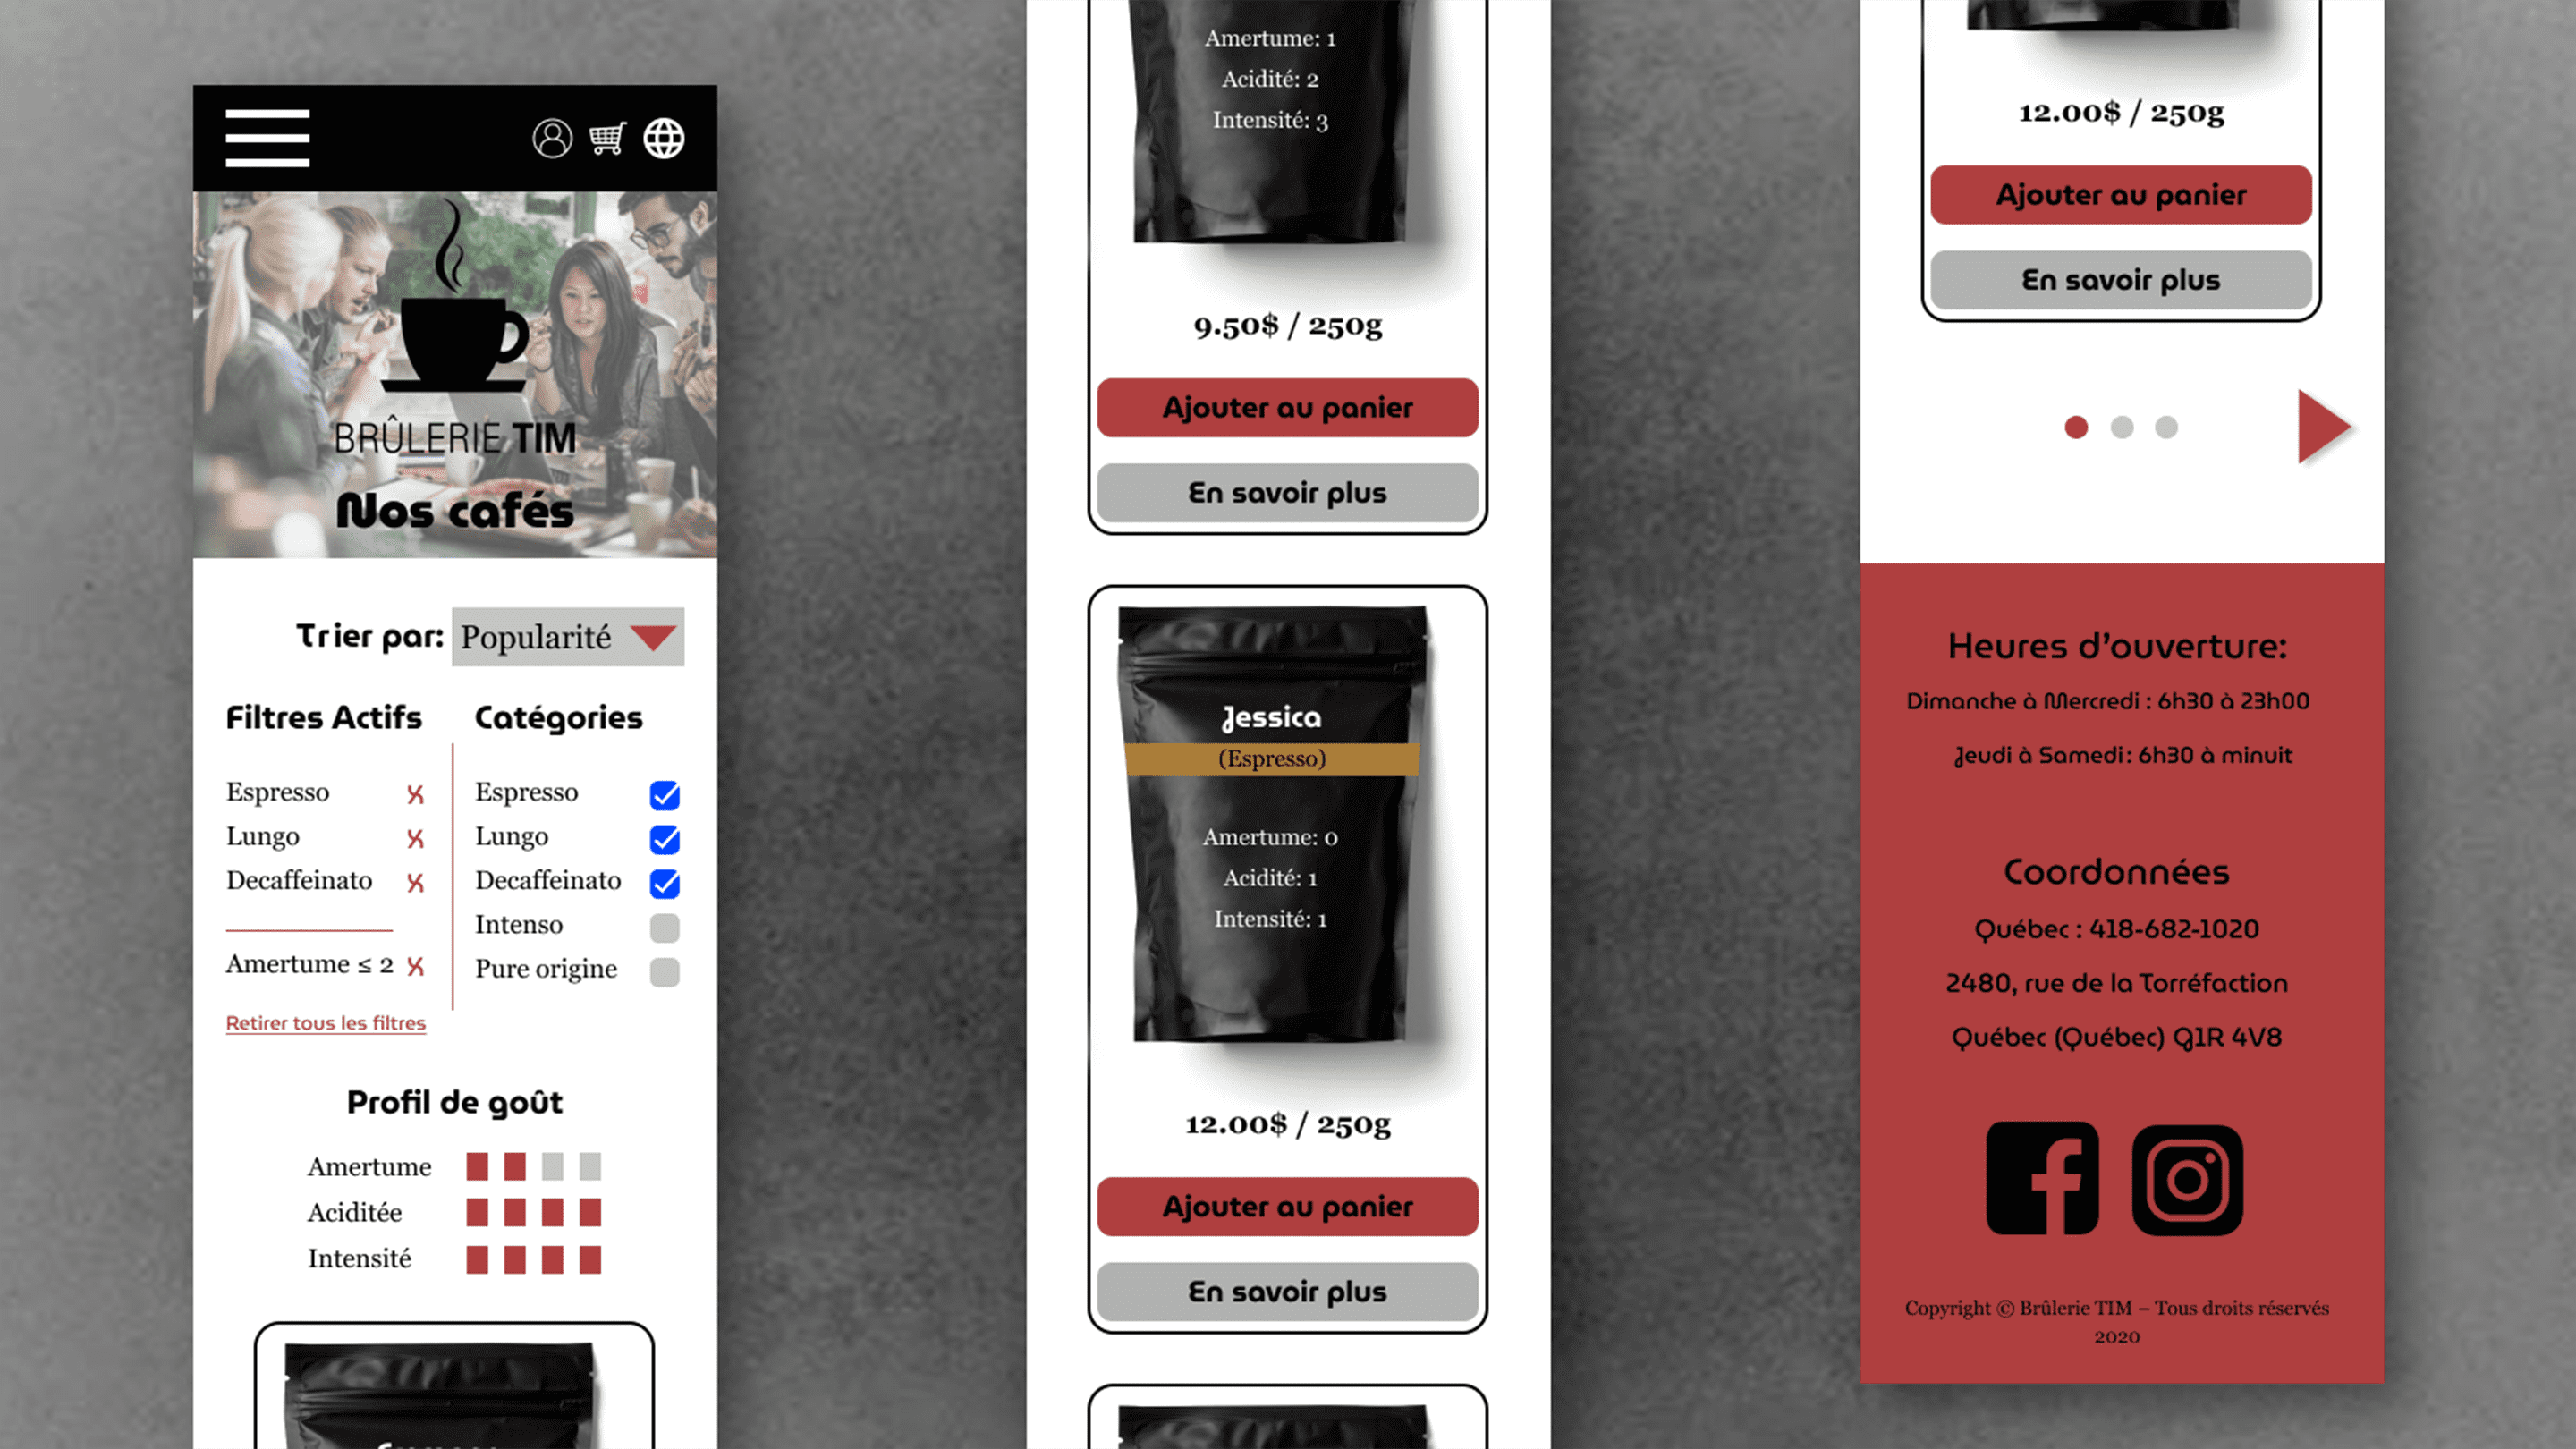 BRÛLERIE TIM
Nos cafés
Trier par: Popularité
Filtres Actifs
Espresso
Lungo
Decaffeinato
Amertume ≤ 2
Retirer tous les filtres
Catégories
Espresso
Lungo
Decaffeinato
Intenso
Pure origine
Profil de goût
Amertume
Aciditée
Intensité
Amertume: 1
Acidité: 2
Intensité: 3
9.50$ / 250g
Ajouter au panier
En savoir plus
Jessica
(Espresso)
Amertume: 0
Acidité: 1
Intensité: 1
12.00$ / 250g
Ajouter au panier
En savoir plus
12.00$ / 250g
Ajouter au panier
En savoir plus
Heures d’ouverture:
Dimanche à Mercredi : 6h30 à 23h00
Jeudi à Samedi : 6h30 à minuit
Coordonnées
Québec : 418-682-1020
2480, rue de la Torréfaction
Québec (Québec) G1R 4V8
Copyright © Brûlerie TIM – Tous droits réservés
2020